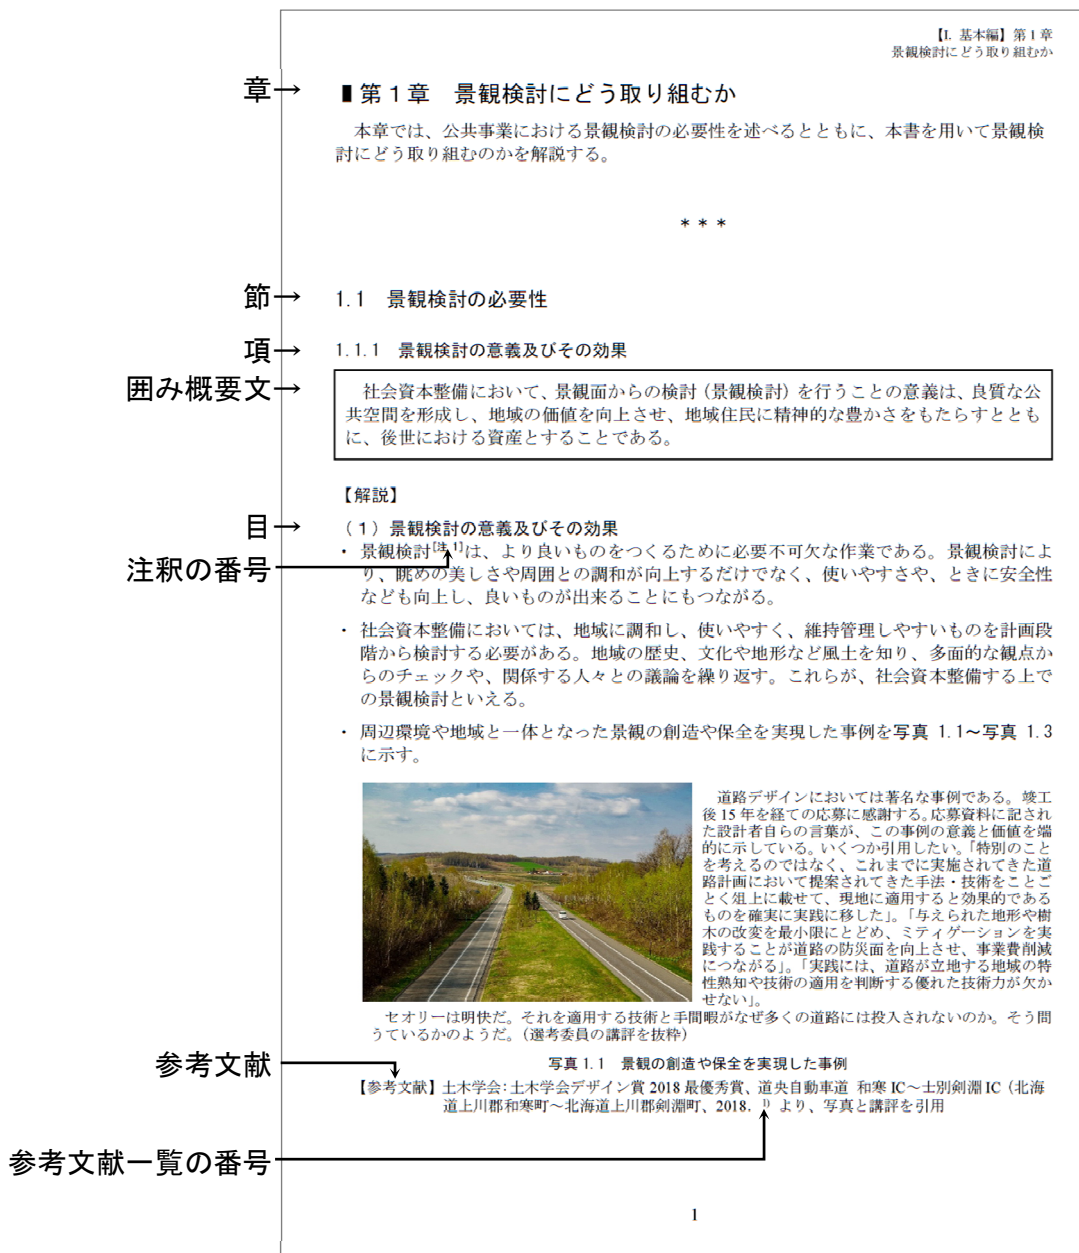 【I. 基本編】第1章
景観検討にどう取り組むか
章
■第1章　景観検討にどう取り組むか
本章では、公共事業における景観検討の必要性を述べるとともに、本書を用いて景観検
討にどう取り組むのかを解説する。
＊＊＊
節
1.1　景観検討の必要性
項
1.1.1　景観検討の意義及びその効果
囲み概要文
社会資本整備において、景観面からの検討（景観検討）を行うことの意義は、良質な公
共空間を形成し、地域の価値を向上させ、地域住民に精神的な豊かさをもたらすととも
に、後世における資産とすることである。
【解説】
目
（1）景観検討の意義及びその効果
・景観検討[注 1]は、より良いものをつくるために必要不可欠な作業である。景観検討によ
注釈の番号
り、眺めの美しさや周囲との調和が向上するだけでなく、使いやすさや、ときに安全性
なども向上し、良いものが出来ることにもつながる。
・社会資本整備においては、地域に調和し、使いやすく、維持管理しやすいものを計画段
階から検討する必要がある。地域の歴史、文化や地形など風土を知り、多面的な観点か
らのチェックや、関係する人々との議論を繰り返す。これらが、社会資本整備する上で
の景観検討といえる。
・周辺環境や地域と一体となった景観の創造や保全を実現した事例を写真 1.1～写真 1.3
に示す。
道路デザインにおいては著名な事例である。竣工
後15年を経ての応募に感謝する。応募資料に記され
た設計者自らの言葉が、この事例の意義と価値を端
的に示している。いくつか引用したい。「特別のこと
を考えるのではなく、これまでに実施されてきた道
路計画において提案されてきた手法・技術をことご
とく俎上に載せて、現地に適用すると効果的である
ものを確実に実践に移した」。「与えられた地形や樹
木の改変を最小限にとどめ、ミティゲーションを実
践することが道路の防災面を向上させ、事業費削減
につながる」。「実践には、道路が立地する地域の特
性熟知や技術の適用を判断する優れた技術力が欠か
せない」。
セオリーは明快だ。それを適用する技術と手間暇がなぜ多くの道路には投入されないのか。そう問
うているかのようだ。（選考委員の講評を抜粋）
写真 1.1　景観の創造や保全を実現した事例
参考文献
【参考文献】土木学会：土木学会デザイン賞 2018 最優秀賞、道央自動車道 和寒 IC～士別剣淵 IC（北海
道上川郡和寒町～北海道上川郡剣淵町、2018. 1) より、写真と講評を引用
参考文献一覧の番号
1